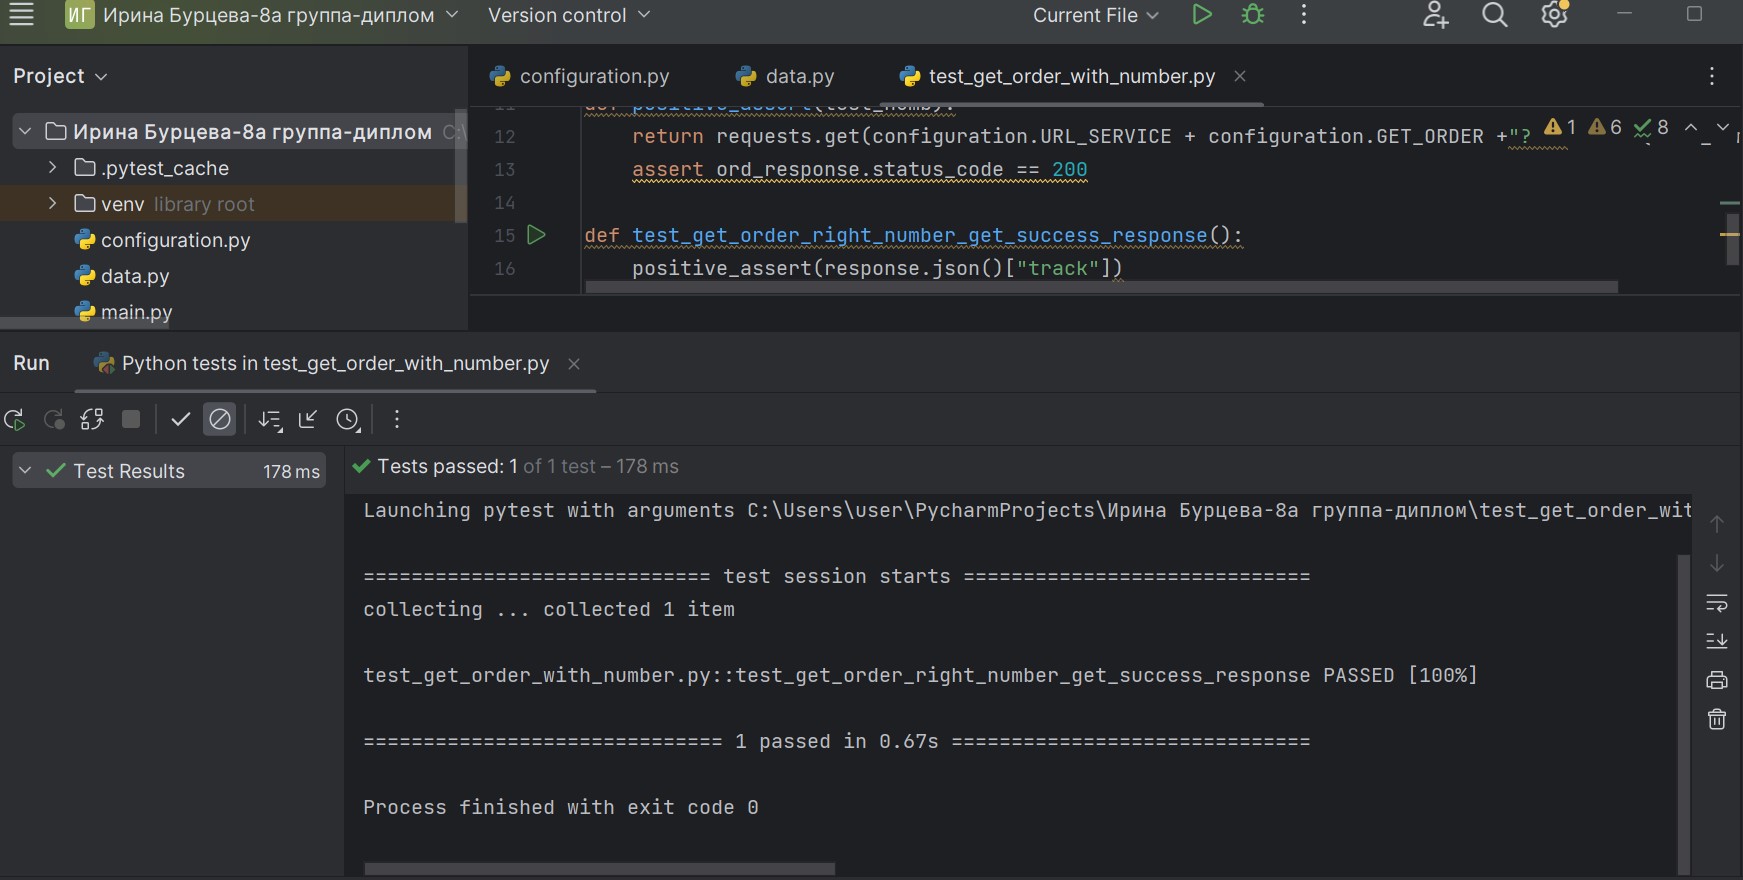 ИГ Ирина Бурцева-8а группа-диплом Version control Current File
Project
configuration.py data.py test_get_order_with_number.py
Ирина Бурцева-8а группа-диплом C:\
.pytest_cache
venv library root
configuration.py
data.py
main.py
def positive_assert(
12 return requests.get(configuration.URL_SERVICE + configuration.GET_ORDER +"? 1 6 8
13 assert ord_response.status_code == 200
14
15 def test_get_order_right_number_get_success_response():
16 positive_assert(response.json()["track"])
Run Python tests in test_get_order_with_number.py
Test Results 178 ms
Tests passed: 1 of 1 test – 178 ms
Launching pytest with arguments C:\Users\user\PycharmProjects\Ирина Бурцева-8а группа-диплом\test_get_order_wit
============================= test session starts =============================
collecting ... collected 1 item
test_get_order_with_number.py::test_get_order_right_number_get_success_response PASSED [100%]
============================== 1 passed in 0.67s ==============================
Process finished with exit code 0